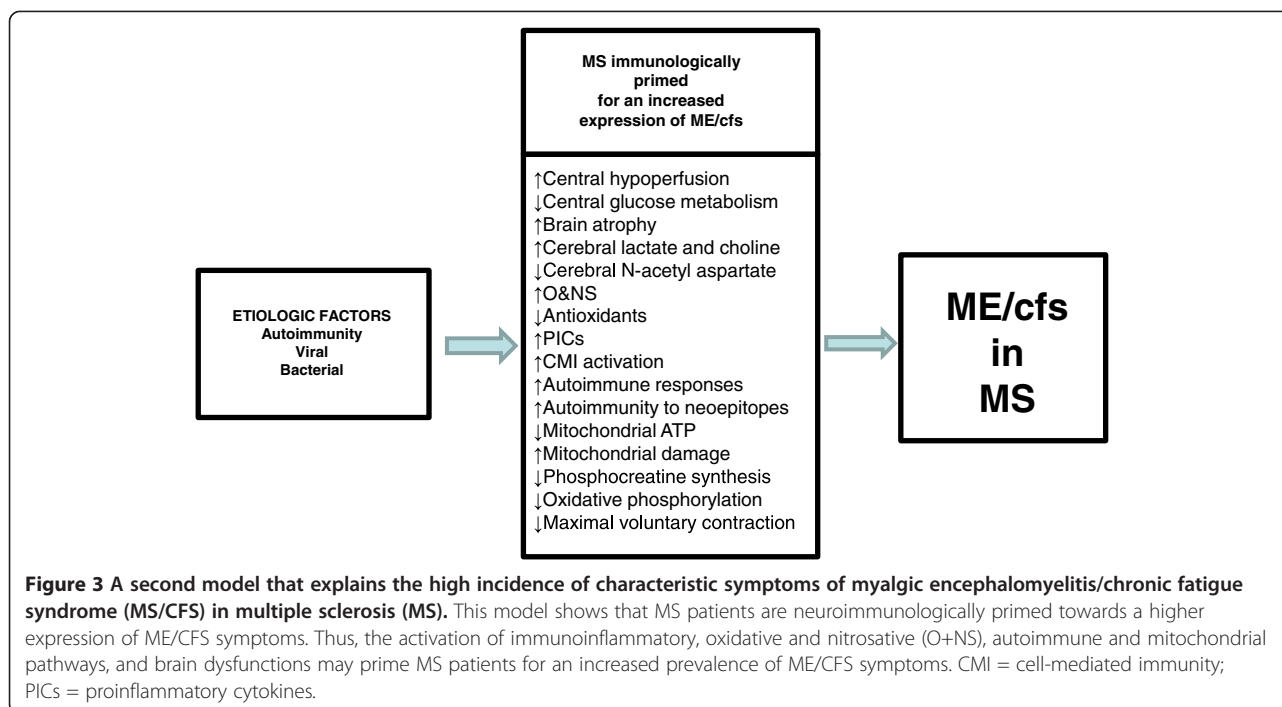 MS immunologically
primed
for an increased
expression of ME/cfs
↑Central hypoperfusion
↓Central glucose metabolism
↑Brain atrophy
↑Cerebral lactate and choline
↓Cerebral N-acetyl aspartate
↑O&NS
↓Antioxidants
↑PICs
↑CMI activation
↑Autoimmune responses
↑Autoimmunity to neoepitopes
↓Mitochondrial ATP
↑Mitochondrial damage
↓Phosphocreatine synthesis
↓Oxidative phosphorylation
↓Maximal voluntary contraction
ETIOLOGIC FACTORS
Autoimmunity
Viral
Bacterial
ME/cfs
in
MS
Figure 3 A second model that explains the high incidence of characteristic symptoms of myalgic encephalomyelitis/chronic fatigue
syndrome (MS/CFS) in multiple sclerosis (MS). This model shows that MS patients are neuroimmunologically primed towards a higher
expression of ME/CFS symptoms. Thus, the activation of immunoinflammatory, oxidative and nitrosative (O+NS), autoimmune and mitochondrial
pathways, and brain dysfunctions may prime MS patients for an increased prevalence of ME/CFS symptoms. CMI = cell-mediated immunity;
PICs = proinflammatory cytokines.